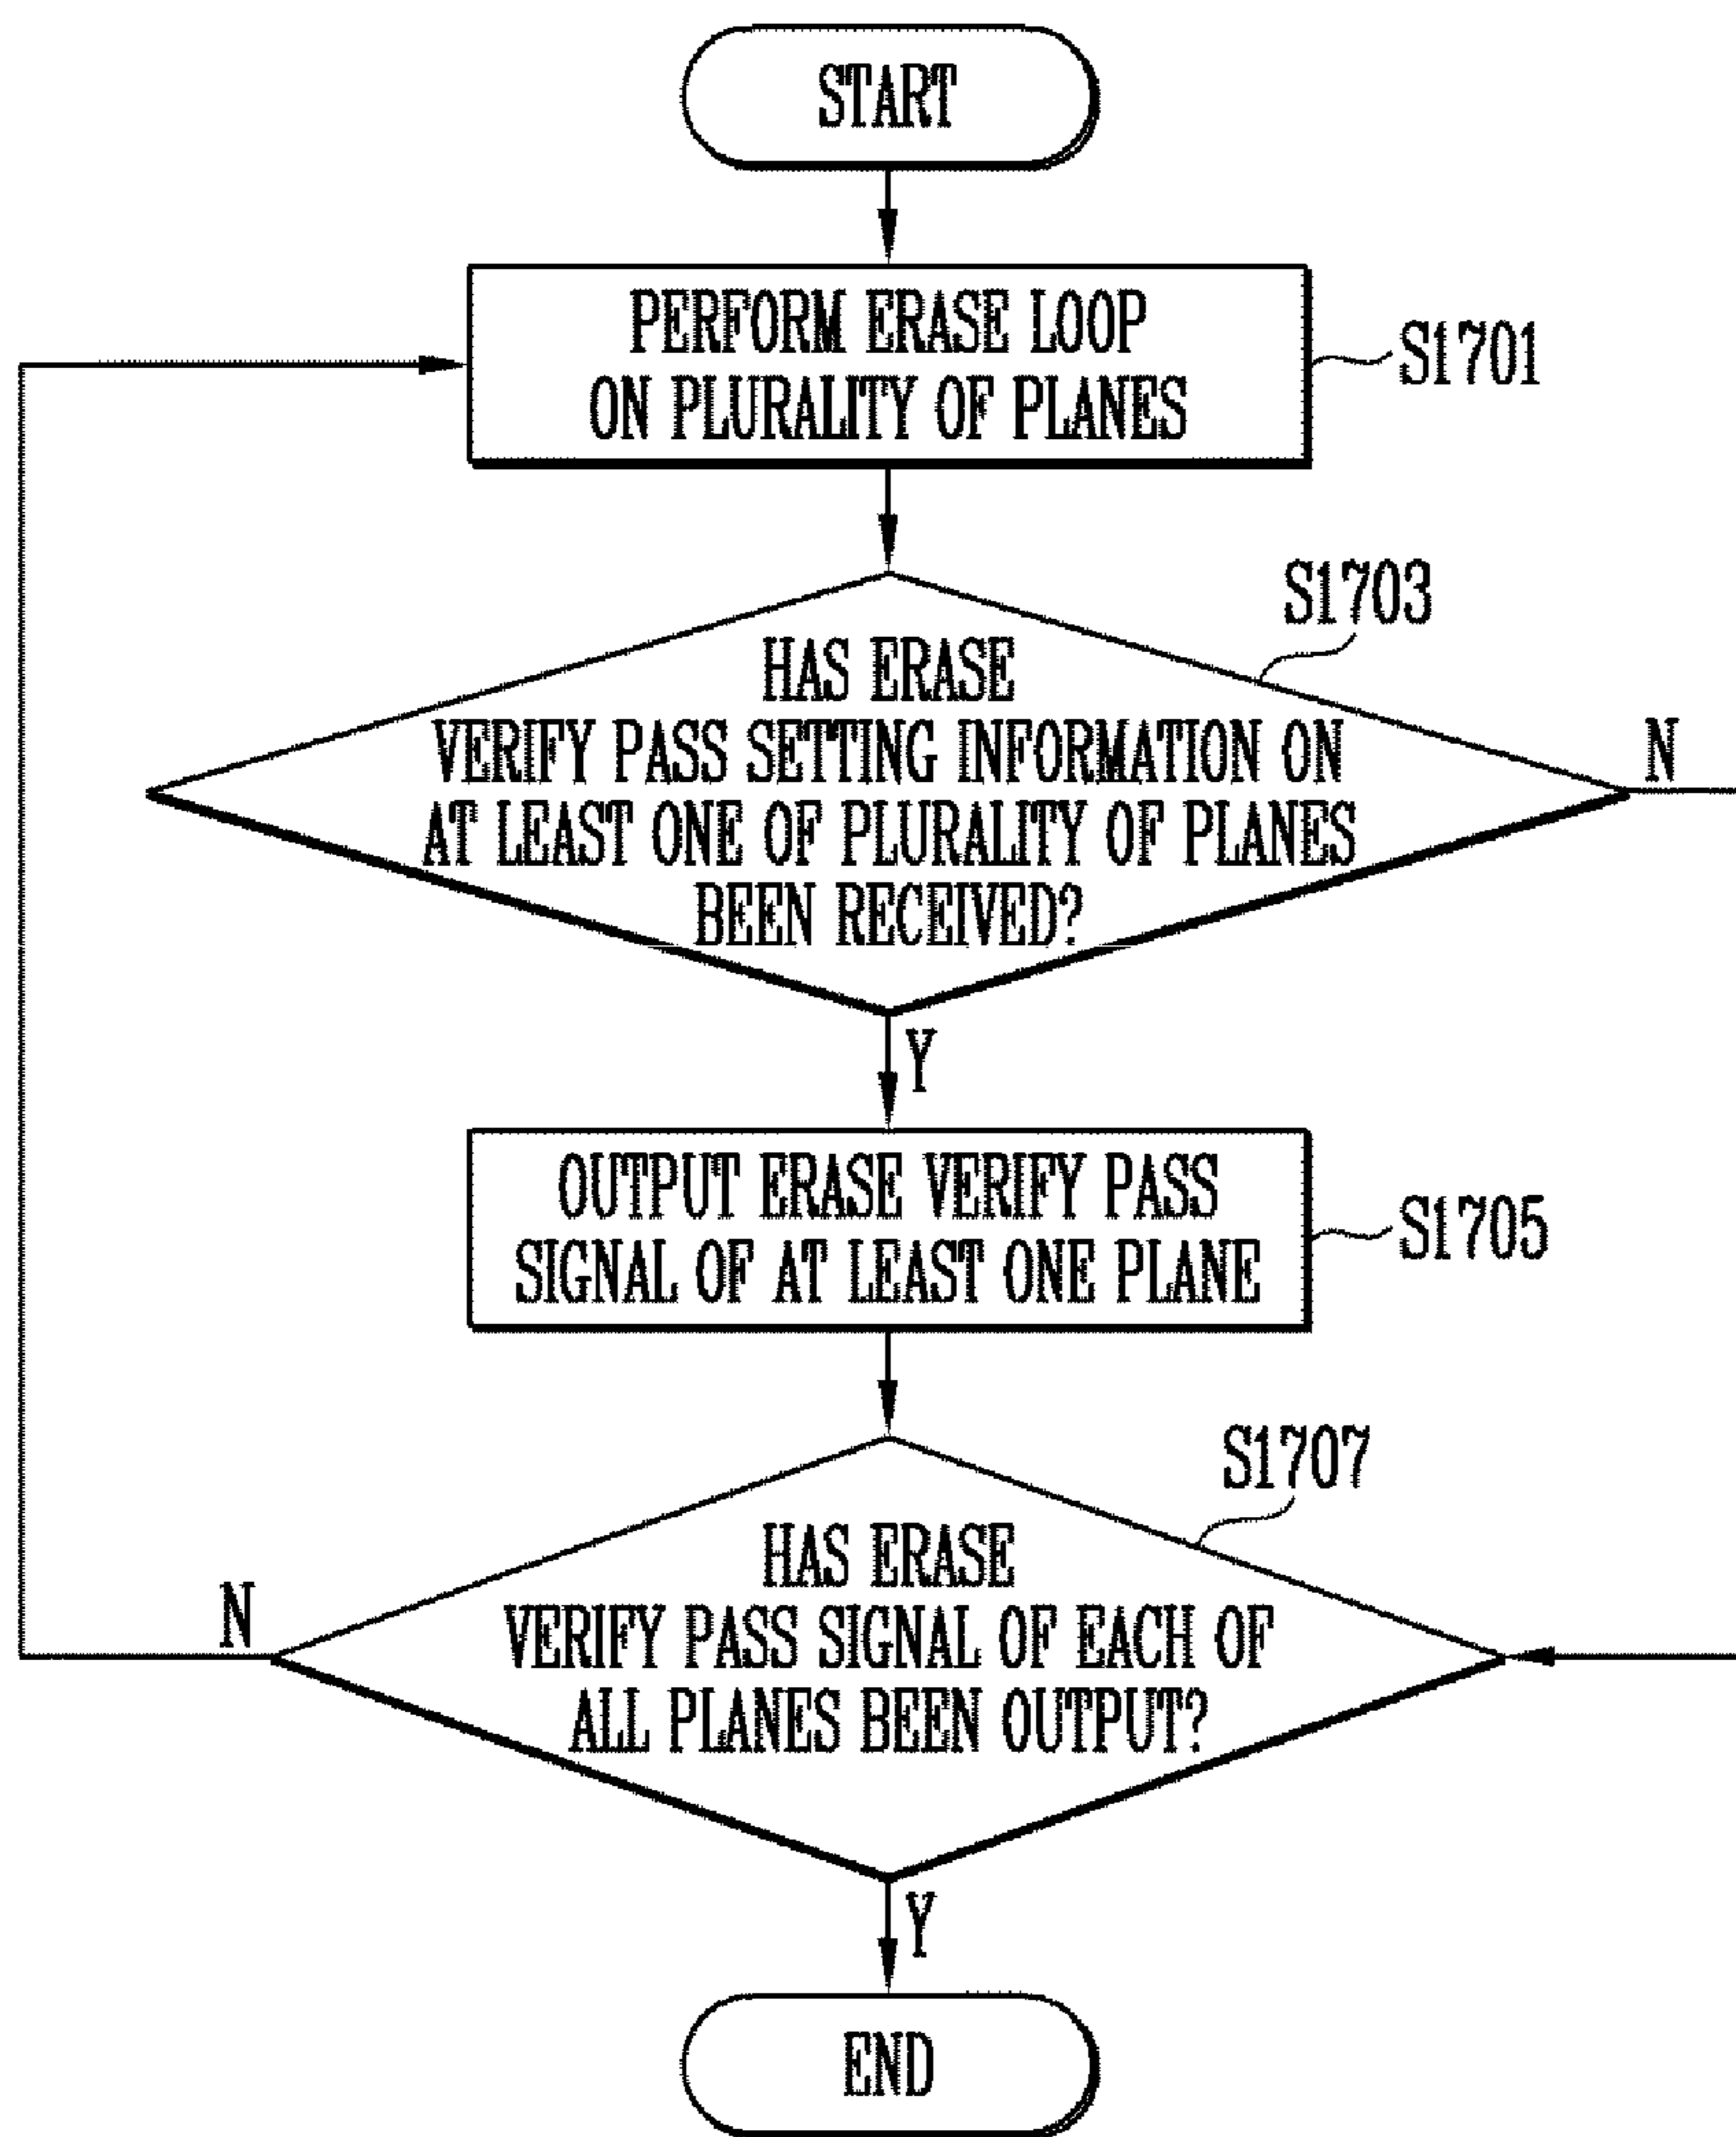 START
PERFORM ERASE LOOP
ON PLURALITY OF PLANES
S1701
S1703
HAS ERASE
VERIFY PASS SETTING INFORMATION ON
AT LEAST ONE OF PLURALITY OF PLANES
BEEN RECEIVED?
N
Y
OUTPUT ERASE VERIFY PASS
SIGNAL OF AT LEAST ONE PLANE
S1705
S1707
HAS ERASE
VERIFY PASS SIGNAL OF EACH OF
ALL PLANES BEEN OUTPUT?
N
Y
END